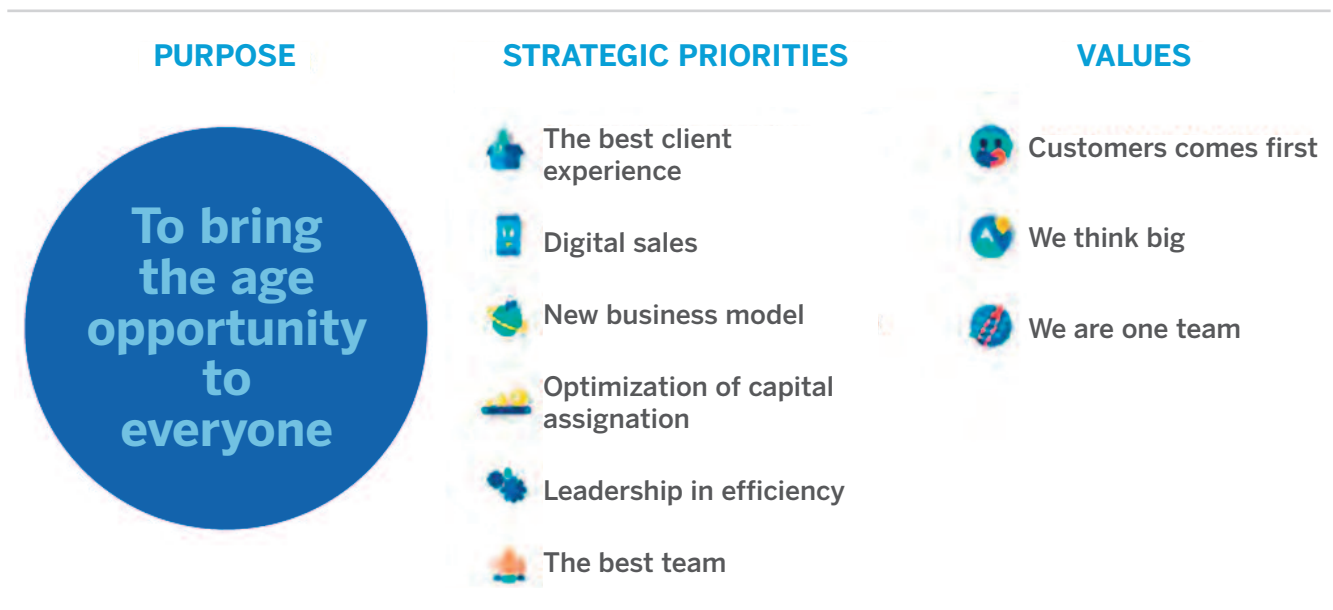 PURPOSE
To bring
the age
opportunity
to
everyone
STRATEGIC PRIORITIES
The best client
experience
Digital sales
New business model
Optimization of capital
assignation
Leadership in efficiency
The best team
VALUES
Customers comes first
We think big
We are one team